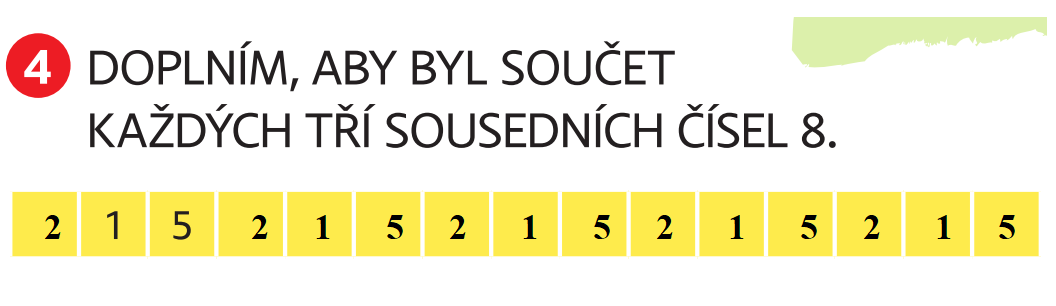 4 DOPLNÍM, ABY BYL SOUČET
KAŽDÝCH TŘÍ SOUSEDNÍCH ČÍSEL 8.
2 1 5 2 1 5 2 1 5 2 1 5 2 1 5